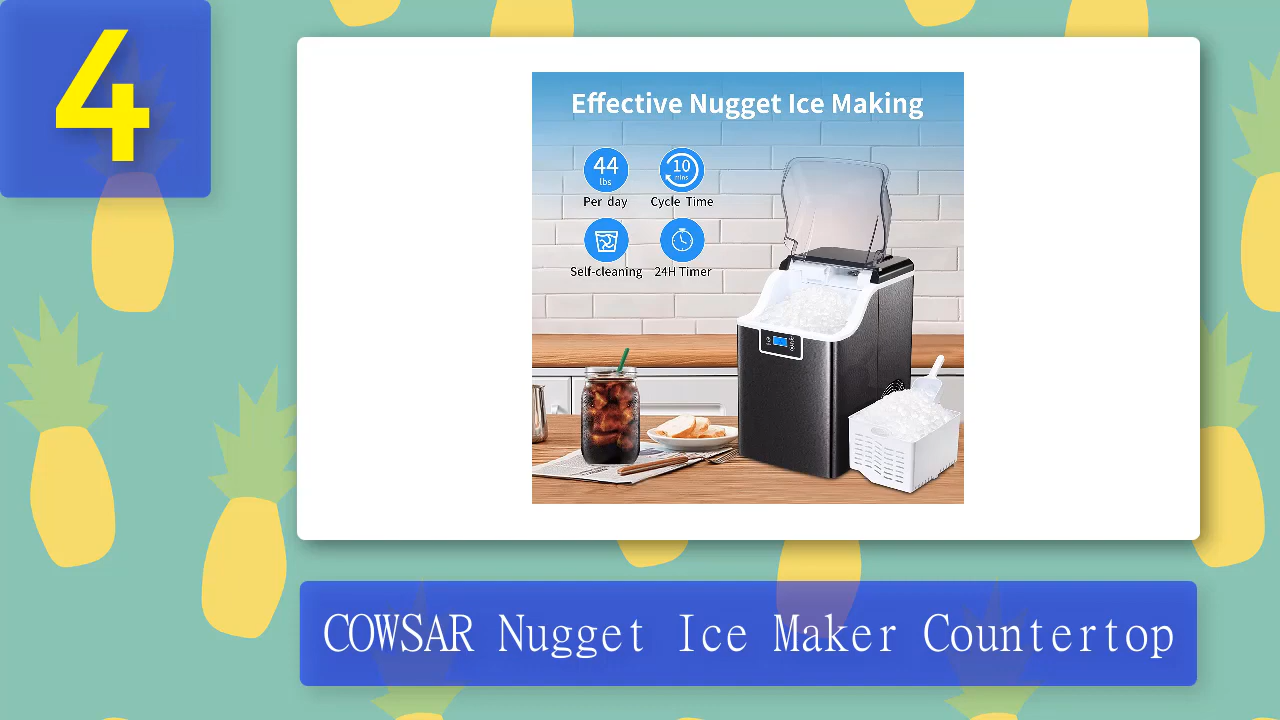 4
Effective Nugget Ice Making
44
lbs
Per day
10
mins
Cycle Time
Self-cleaning
24H Timer
COWSAR Nugget Ice Maker Countertop